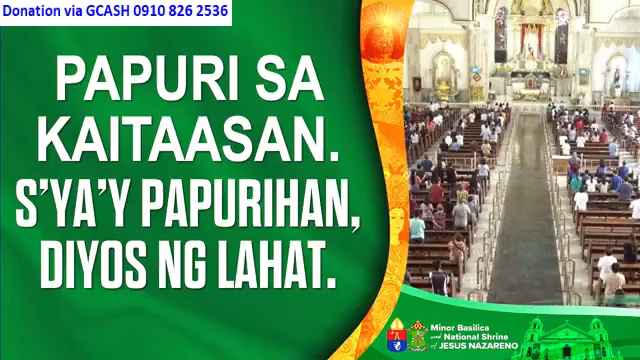 Donation via GCASH 0910 826 2536
PAPURI SA
KAITAASAN.
S'YA'Y PAPURIHAN,
DIYOS NG LAHAT.
Minor Basilica
and National Shrine
of JESUS NAZARENO